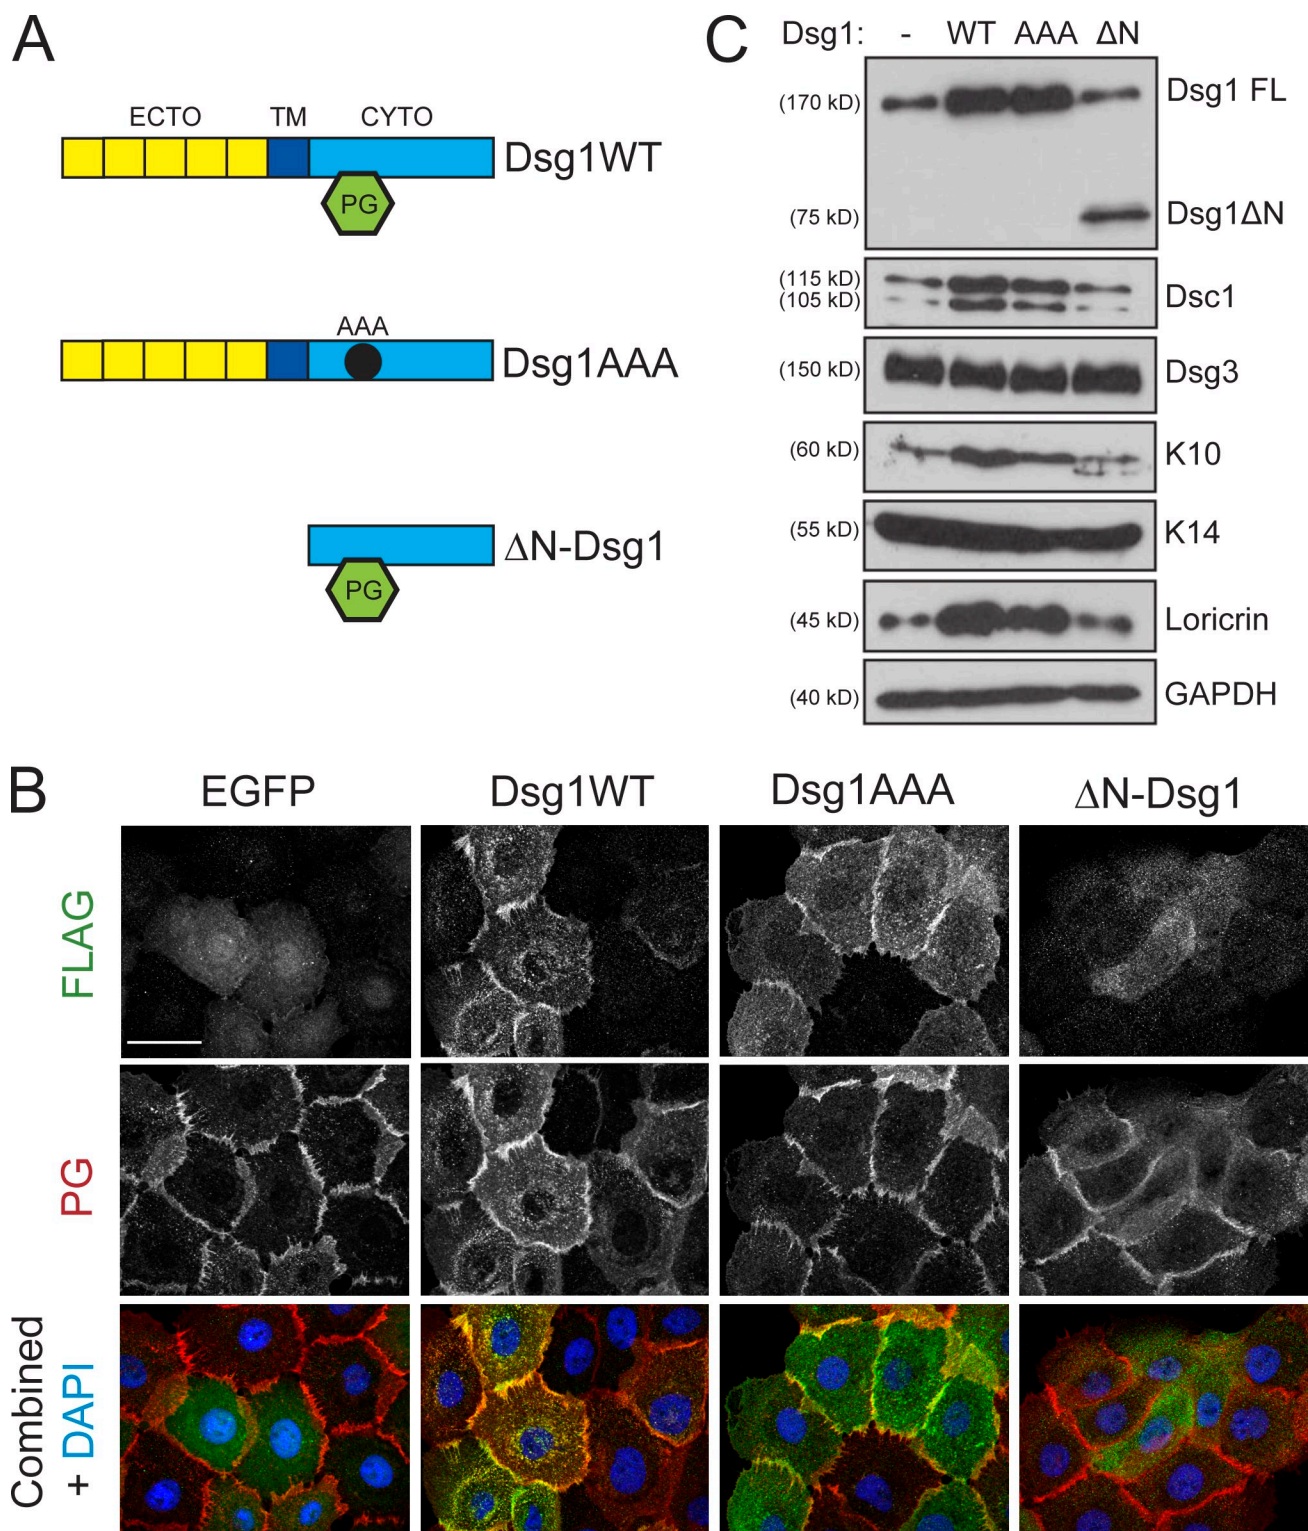 A
ECTO TM CYTO
Dsg1WT
PG
AAA
Dsg1AAA
ΔN-Dsg1
PG
C
Dsg1: - WT AAA ΔN
(170 kD) Dsg1 FL
(75 kD) Dsg1ΔN
(115 kD)
(105 kD) Dsc1
(150 kD) Dsg3
(60 kD) K10
(55 kD) K14
(45 kD) Loricrin
(40 kD) GAPDH
B
EGFP Dsg1WT Dsg1AAA ΔN-Dsg1
FLAG
PG
Combined
+ DAPI